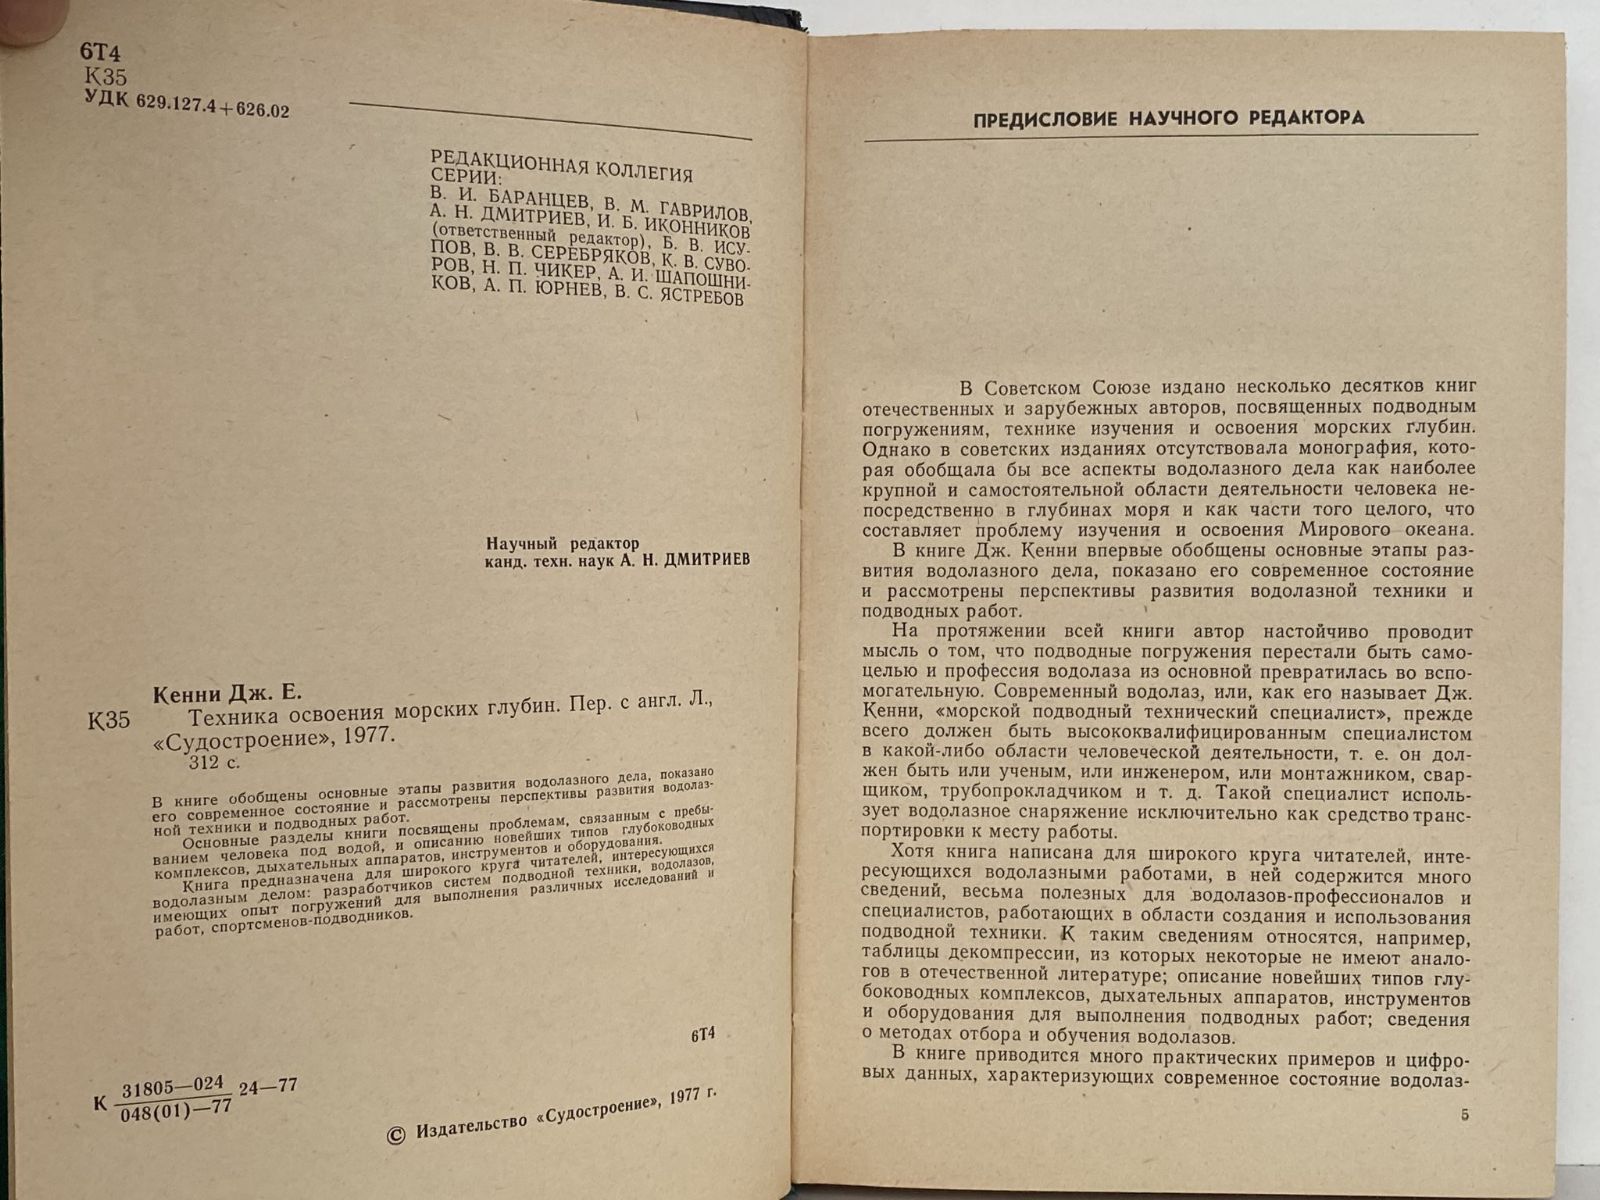 6Т4
К35
УДК 629.127.4+626.02
РЕДАКЦИОННАЯ КОЛЛЕГИЯ
СЕРИИ:
В. И. БАРАНЦЕВ, В. М. ГАВРИЛОВ,
А. Н. ДМИТРИЕВ, И. Б. ИКОННИКОВ
(ответственный редактор), Б. В. ИСУ-
ПОВ, В. В. СЕРЕБРЯКОВ, К. В. СУВО-
РОВ, Н. П. ЧИКЕР, А. И. ШАПОШНИ-
КОВ, А. П. ЮРНЕВ, В. С. ЯСТРЕБОВ
Научный редактор
канд. техн. наук А. Н. ДМИТРИЕВ
Кенни Дж. Е.
К35 Техника освоения морских глубин. Пер. с англ. Л.,
«Судостроение», 1977.
312 с.
В книге обобщены основные этапы развития водолазного дела, показано
его современное состояние и рассмотрены перспективы развития водолаз-
ной техники и подводных работ.
Основные разделы книги посвящены проблемам, связанным с пребы-
ванием человека под водой, и описанию новейших типов глубоководных
комплексов, дыхательных аппаратов, инструментов и оборудования.
Книга предназначена для широкого круга читателей, интересующихся
водолазным делом: разработчиков систем подводной техники, водолазов,
имеющих опыт погружений для выполнения различных исследований и
работ, спортсменов-подводников.
6Т4
К 31805—024 24—77
048(01)—77
© Издательство «Судостроение», 1977 г.
ПРЕДИСЛОВИЕ НАУЧНОГО РЕДАКТОРА
В Советском Союзе издано несколько десятков книг
отечественных и зарубежных авторов, посвященных подводным
погружениям, технике изучения и освоения морских глубин.
Однако в советских изданиях отсутствовала монография, кото-
рая обобщала бы все аспекты водолазного дела как наиболее
крупной и самостоятельной области деятельности человека не-
посредственно в глубинах моря и как части того целого, что
составляет проблему изучения и освоения Мирового океана.
В книге Дж. Кенни впервые обобщены основные этапы раз-
вития водолазного дела, показано его современное состояние
и рассмотрены перспективы развития водолазной техники и
подводных работ.
На протяжении всей книги автор настойчиво проводит
мысль о том, что подводные погружения перестали быть само-
целью и профессия водолаза из основной превратилась во вспо-
могательную. Современный водолаз, или, как его называет Дж.
Кенни, «морской подводный технический специалист», прежде
всего должен быть высококвалифицированным специалистом
в какой-либо области человеческой деятельности, т. е. он дол-
жен быть или ученым, или инженером, или монтажником, свар-
щиком, трубопрокладчиком и т. д. Такой специалист исполь-
зует водолазное снаряжение исключительно как средство транс-
портировки к месту работы.
Хотя книга написана для широкого круга читателей, инте-
ресующихся водолазными работами, в ней содержится много
сведений, весьма полезных для водолазов-профессионалов и
специалистов, работающих в области создания и использования
подводной техники. К таким сведениям относятся, например,
таблицы декомпрессии, из которых некоторые не имеют анало-
гов в отечественной литературе; описание новейших типов глу-
боководных комплексов, дыхательных аппаратов, инструментов
и оборудования для выполнения подводных работ; сведения
о методах отбора и обучения водолазов.
В книге приводится много практических примеров и цифро-
вых данных, характеризующих современное состояние водолаз-
5